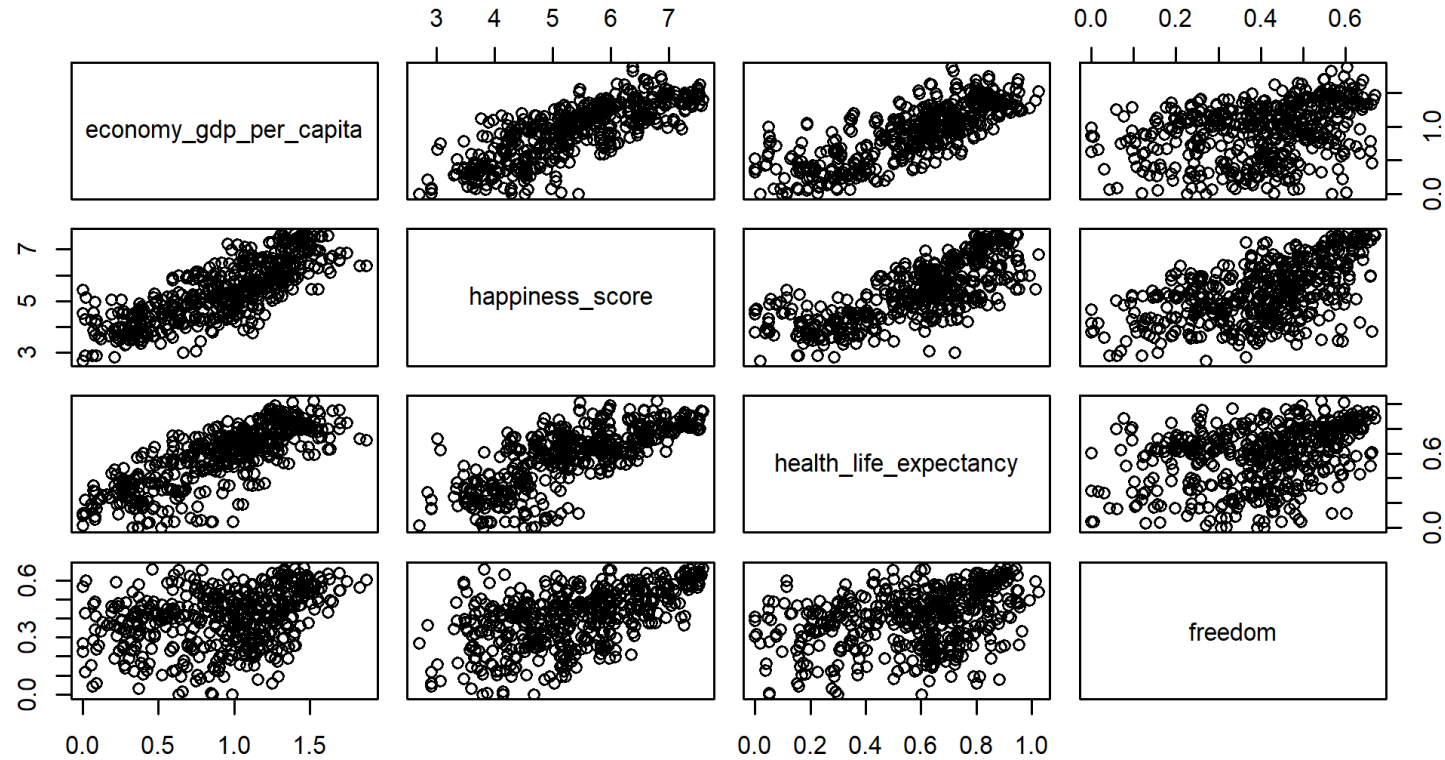 3 4 5 6 7 0.0 0.2 0.4 0.6
economy_gdp_per_capita
0.0 1.0
3 5 7
happiness_score
health_life_expectancy
0.0 0.6
0.0 0.3 0.6
freedom
0.0 0.5 1.0 1.5 0.0 0.2 0.4 0.6 0.8 1.0